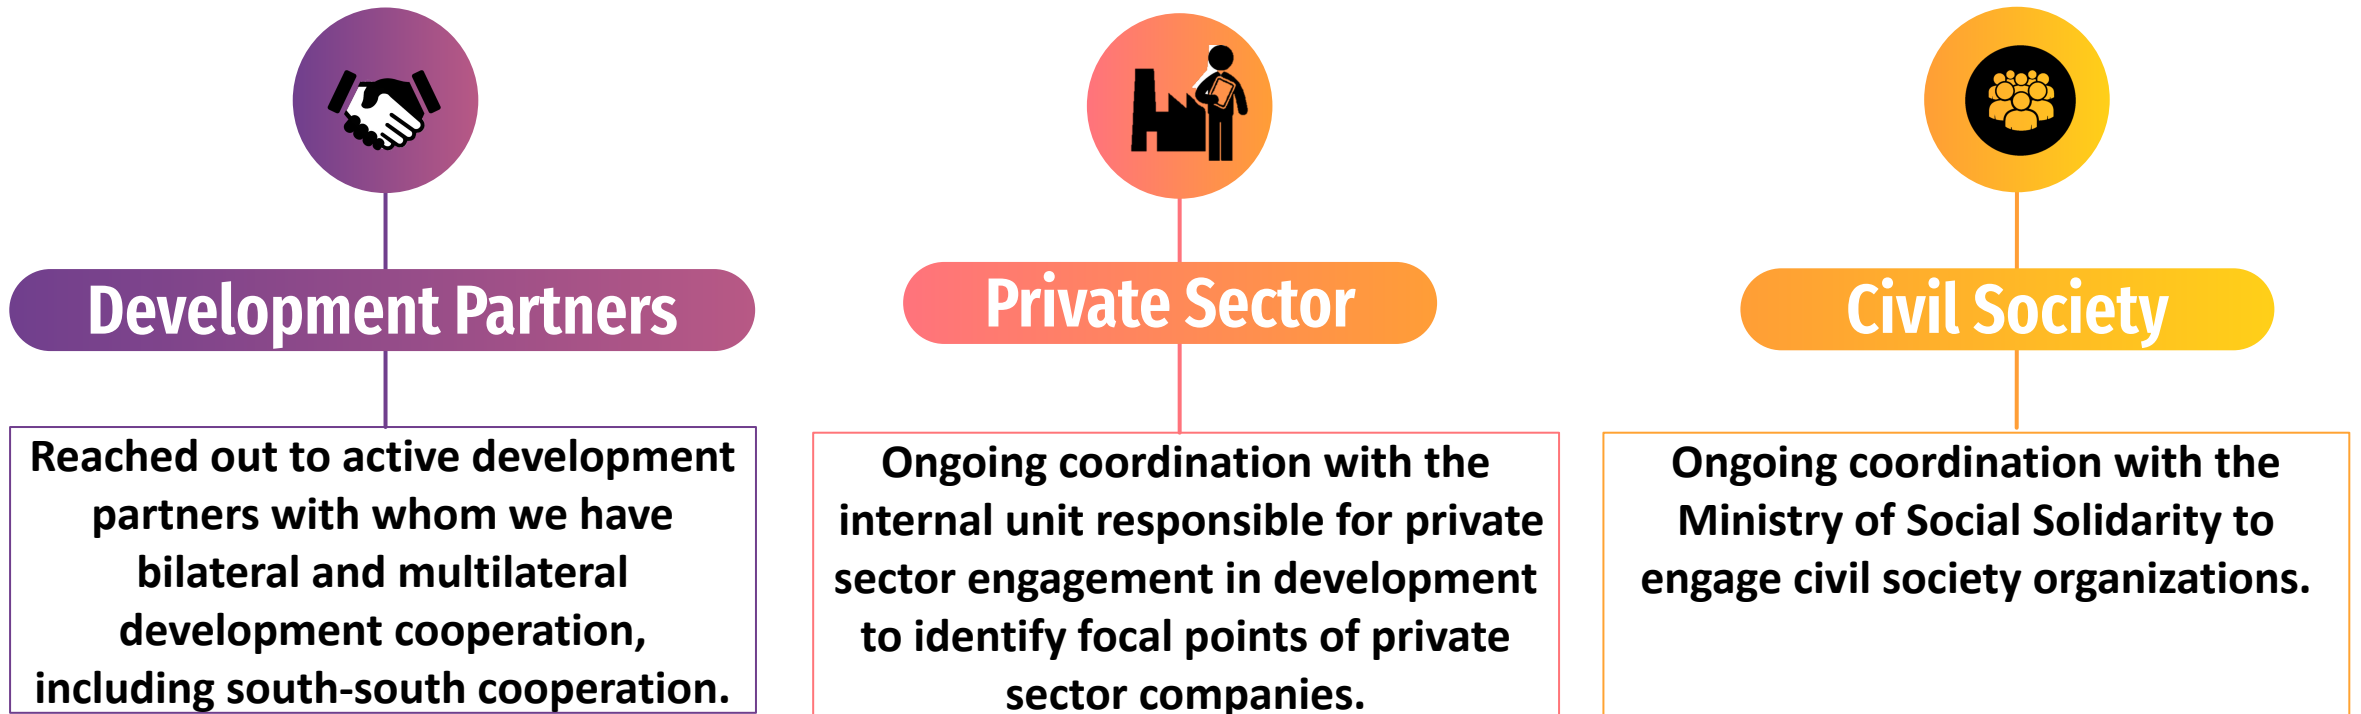 Development Partners
Reached out to active development
partners with whom we have
bilateral and multilateral
development cooperation,
including south-south cooperation.
Private Sector
Ongoing coordination with the
internal unit responsible for private
sector engagement in development
to identify focal points of private
sector companies.
Civil Society
Ongoing coordination with the
Ministry of Social Solidarity to
engage civil society organizations.